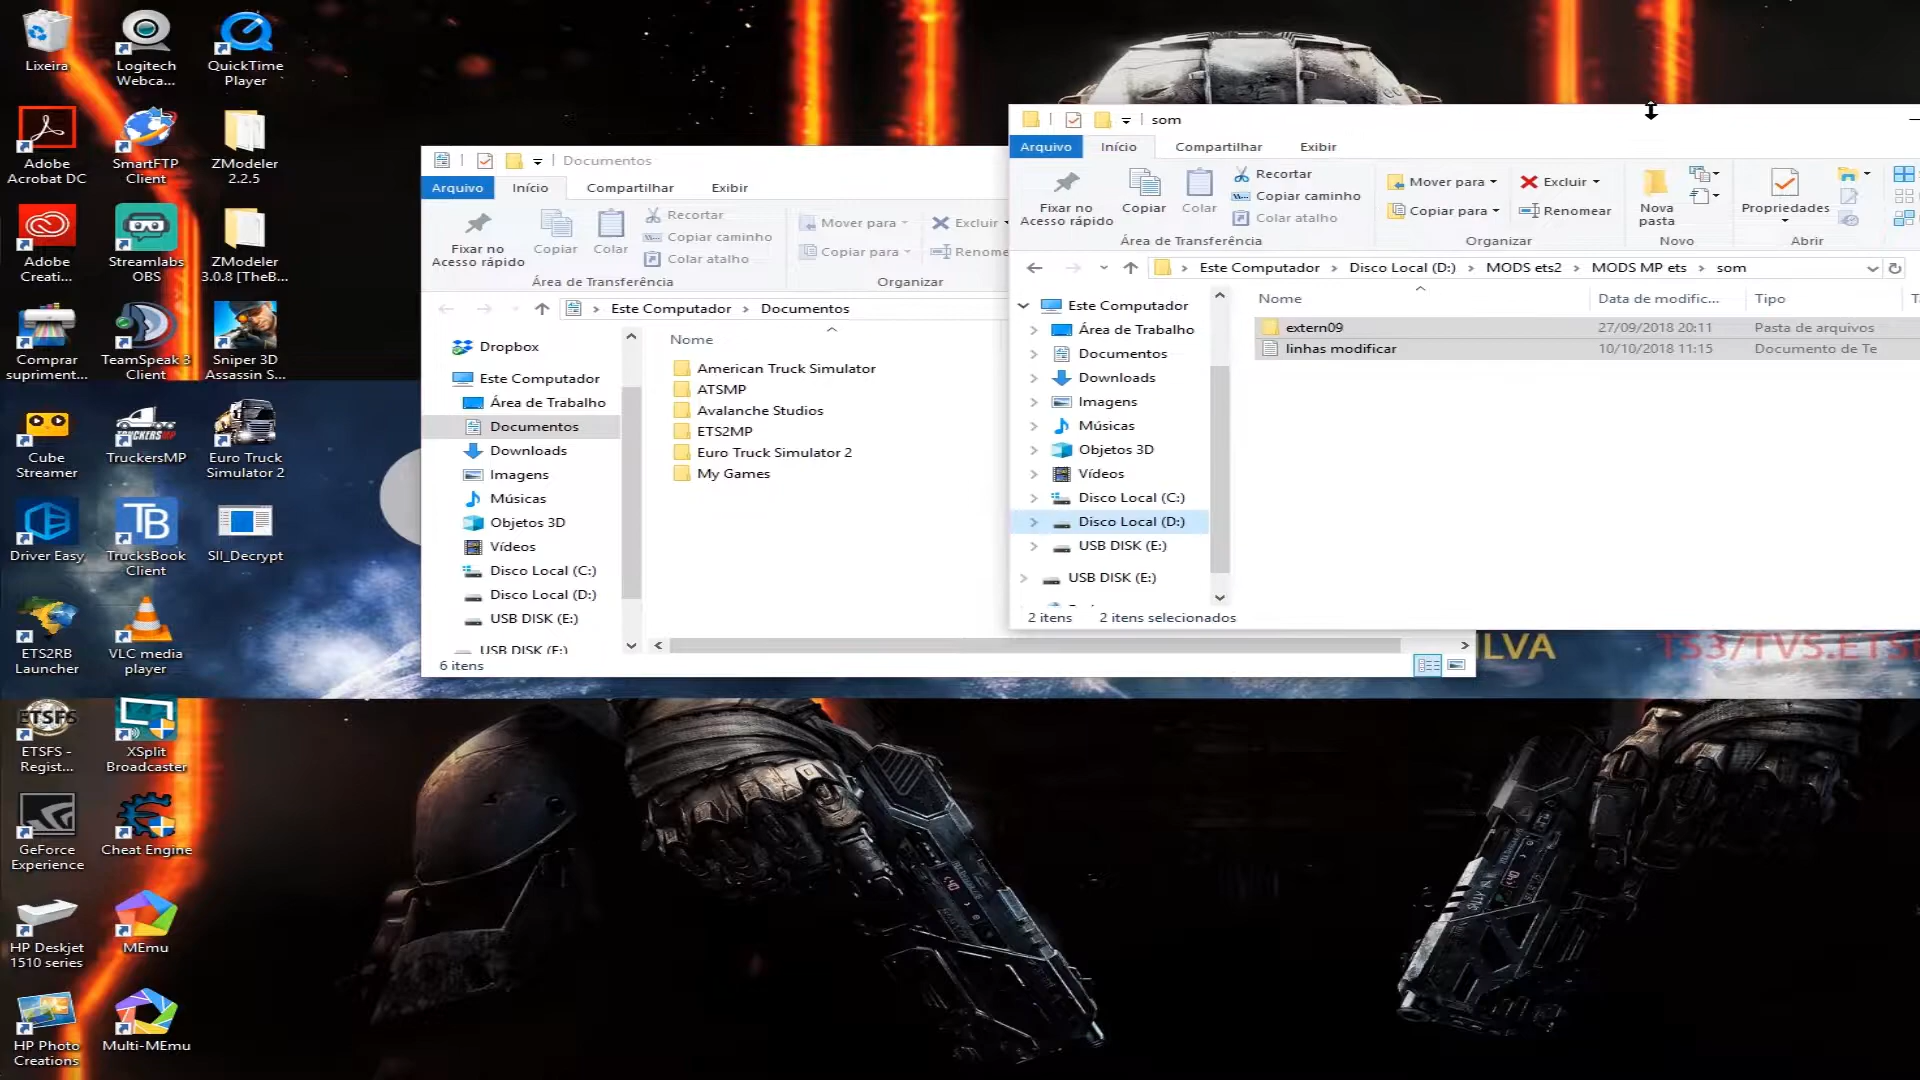 Lixeira
Logitech
Webca...
QuickTime
Player
Adobe
Acrobat DC
SmartFTP
Client
ZModeler
2.2.5
Adobe
Creati...
Streamlabs
OBS
ZModeler
3.0.8 [TheB...
Comprar
supriment...
TeamSpeak 3
Client
Sniper 3D
Assassin S...
Cube
Streamer
TRUCKERSMP
TruckersMP
Euro Truck
Simulator 2
Driver Easy
TB
TrucksBook
Client
SII_Decrypt
ETS2RB
Launcher
VLC media
player
ETSFS
ETSFS -
Regist...
XSplit
Broadcaster
GeForce
Experience
Cheat Engine
HP Deskjet
1510 series
MEmu
HP Photo
Creations
Multi-MEmu
Documentos
Arquivo
Início
Compartilhar
Exibir
Fixar no
Acesso rápido
Copiar
Colar
Recortar
Copiar caminho
Colar atalho
Área de Transferência
Mover para
Copiar para
Excluir
Renome
Organizar
Este Computador > Documentos
Dropbox
Este Computador
Área de Trabalho
Documentos
Downloads
Imagens
Músicas
Objetos 3D
Vídeos
Disco Local (C:)
Disco Local (D:)
USB DISK (E:)
USB DISK (E:)
Nome
American Truck Simulator
ATSMP
Avalanche Studios
ETS2MP
Euro Truck Simulator 2
My Games
6 itens
som
Arquivo
Início
Compartilhar
Exibir
Fixar no
Acesso rápido
Copiar
Colar
Recortar
Copiar caminho
Colar atalho
Área de Transferência
Mover para
Copiar para
Excluir
Renomear
Organizar
Nova
pasta
Novo
Propriedades
Abrir
Este Computador > Disco Local (D:) > MODS ets2 > MODS MP ets > som
Este Computador
Área de Trabalho
Documentos
Downloads
Imagens
Músicas
Objetos 3D
Vídeos
Disco Local (C:)
Disco Local (D:)
USB DISK (E:)
USB DISK (E:)
Nome
Data de modific...
Tipo
extern09
27/09/2018 20:11
Pasta de arquivos
linhas modificar
10/10/2018 11:15
Documento de Te
2 itens
2 itens selecionados
ILVA
TS3/TVS.ETS